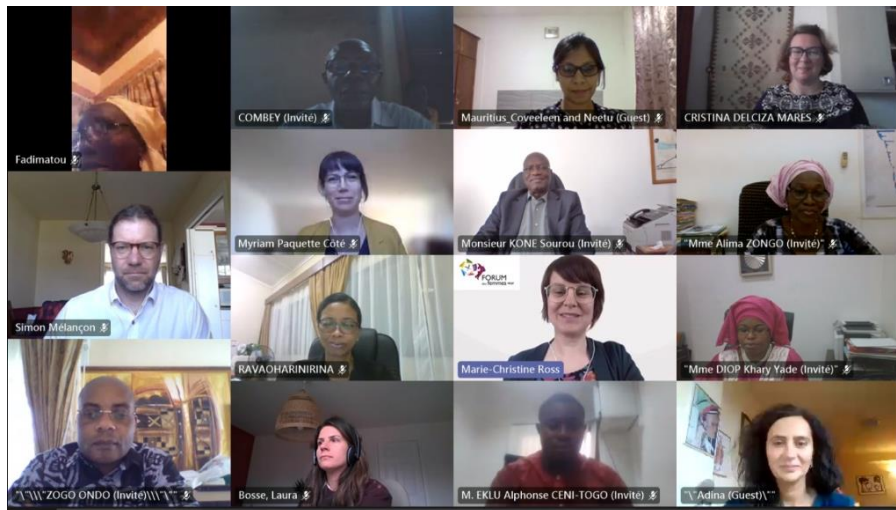 Fadimatou
COMBEY (Invité)
Mauritius_Coveeleen and Neetu (Guest)
CRISTINA DELCIZA MARES
Simon Mélançon
Myriam Paquette Côté
Monsieur KONE Sourou (Invité)
"Mme Alima ZONGO (Invité)"
RAVAOHARINIRINA
FORUM
femmes
Marie-Christine Ross
"Mme DIOP Khary Yade (Invité)"
"\"\\\"ZOGO ONDO (Invité)\\\\"\""
Bosse, Laura
M. EKLU Alphonse CENI-TOGO (Invité)
"\"Adina (Guest)\""